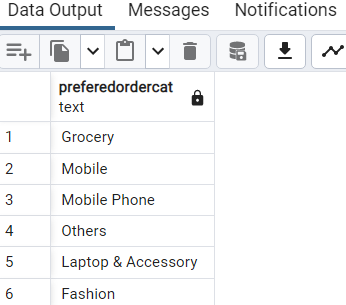 Data Output Messages Notifications
preferedordercat
text
1 Grocery
2 Mobile
3 Mobile Phone
4 Others
5 Laptop & Accessory
6 Fashion